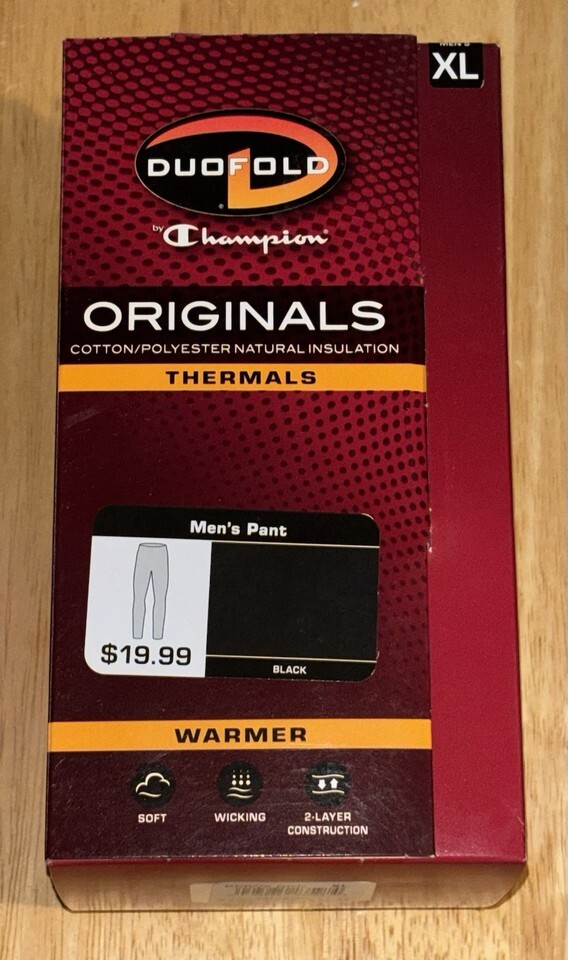 MEN'S
XL
DUOFOLD
®
by Champion®
ORIGINALS
COTTON/POLYESTER NATURAL INSULATION
THERMALS
Men's Pant
$19.99
BLACK
WARMER
SOFT
WICKING
2-LAYER
CONSTRUCTION